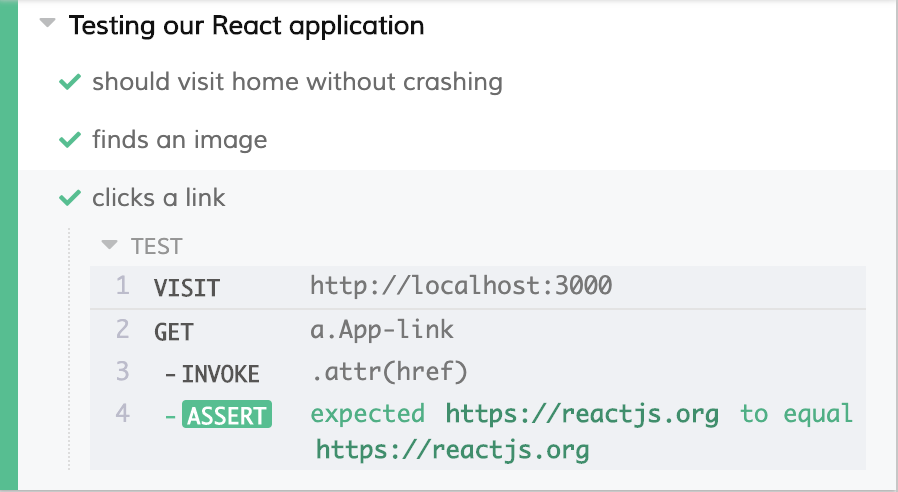 Testing our React application
should visit home without crashing
finds an image
clicks a link
TEST
1 VISIT http://localhost:3000
2 GET a.App-link
3 -INVOKE .attr(href)
4 -ASSERT expected https://reactjs.org to equal
https://reactjs.org